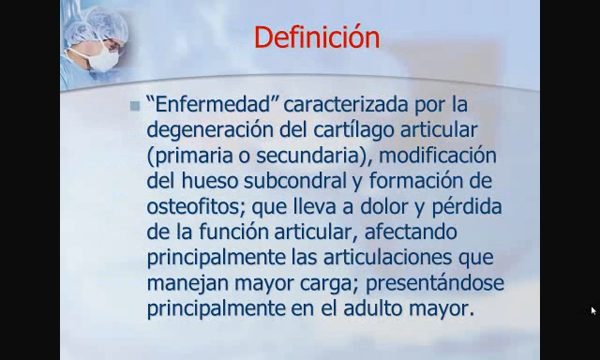 Definición
“Enfermedad” caracterizada por la
degeneración del cartílago articular
(primaria o secundaria), modificación
del hueso subcondral y formación de
osteofitos; que lleva a dolor y pérdida
de la función articular, afectando
principalmente las articulaciones que
manejan mayor carga; presentándose
principalmente en el adulto mayor.